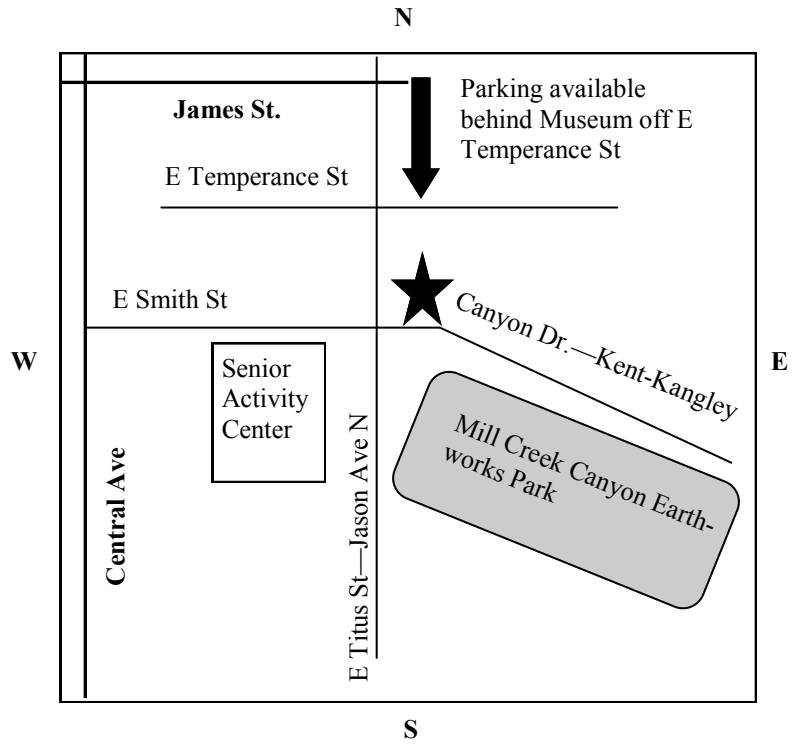 N
Parking available
behind Museum off E
Temperance St
James St.
E Temperance St
E Smith St
Canyon Dr.—Kent-Kangley
W
E
Senior
Activity
Center
Mill Creek Canyon Earth-
works Park
Central Ave
E Titus St—Jason Ave N
S